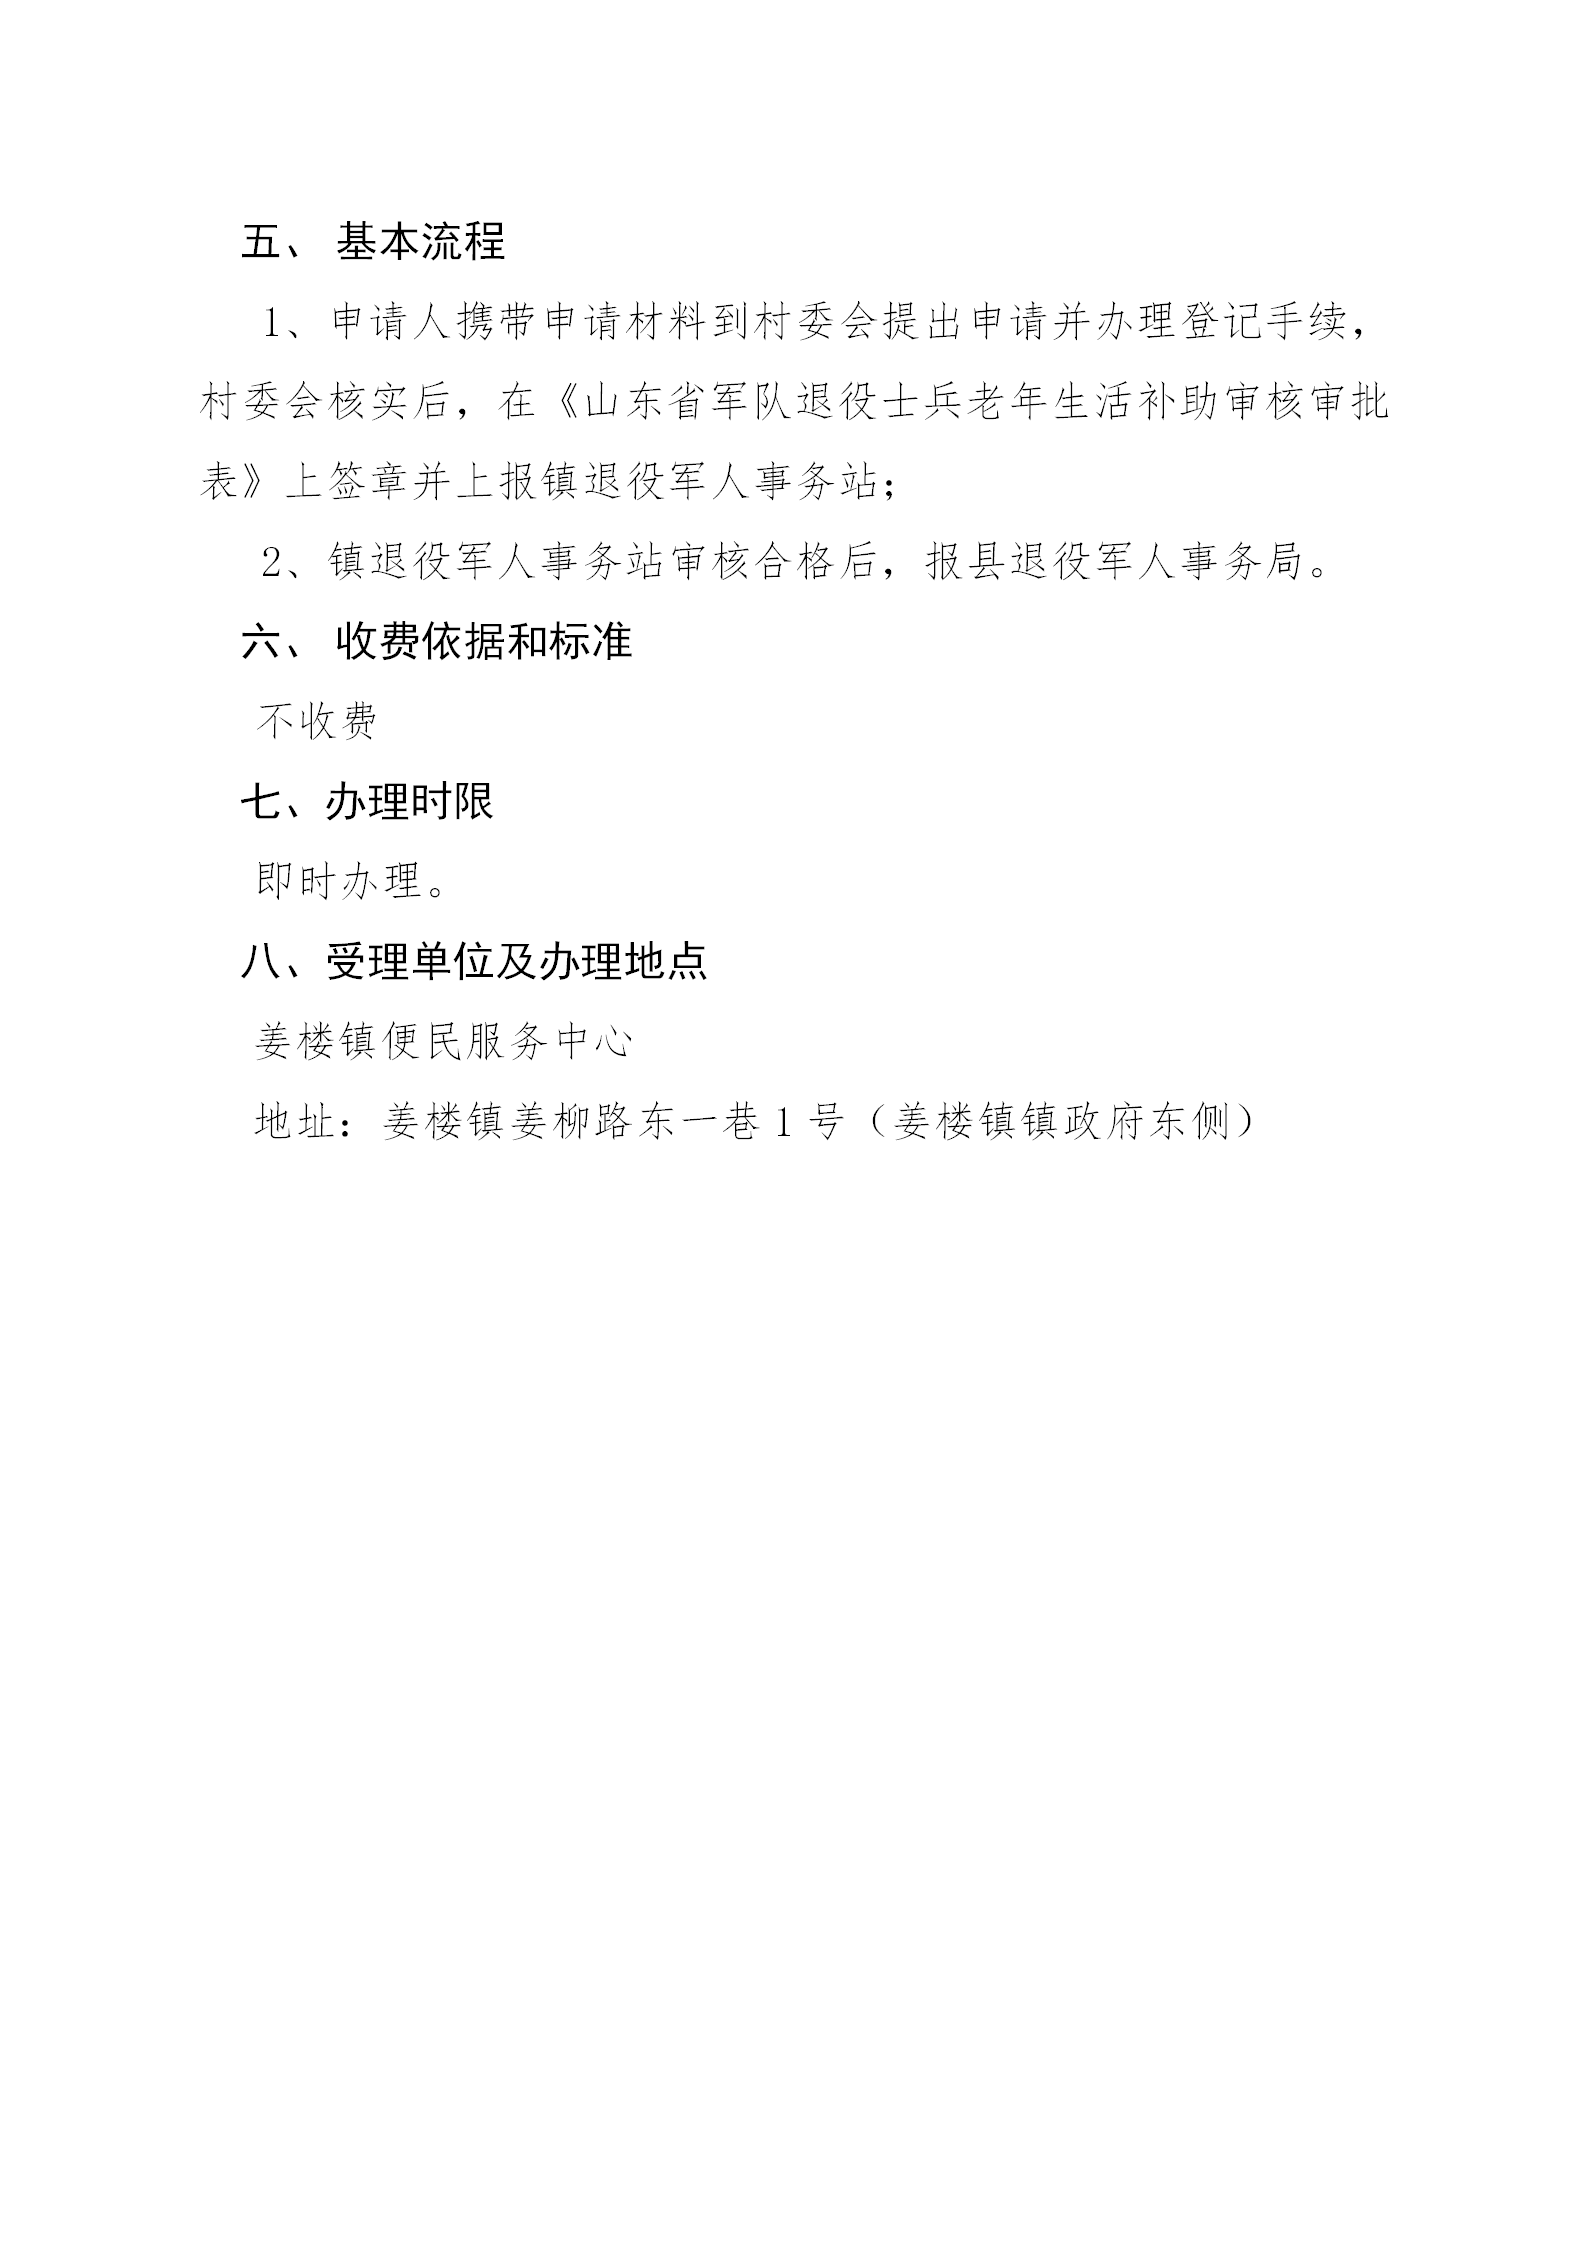 五、 基本流程
1、申请人携带申请材料到村委会提出申请并办理登记手续，
村委会核实后，在《山东省军队退役士兵老年生活补助审核审批
表》上签章并上报镇退役军人事务站；
2、镇退役军人事务站审核合格后，报县退役军人事务局。
六、 收费依据和标准
不收费
七、办理时限
即时办理。
八、受理单位及办理地点
姜楼镇便民服务中心
地址：姜楼镇姜柳路东一巷 1 号（姜楼镇镇政府东侧）